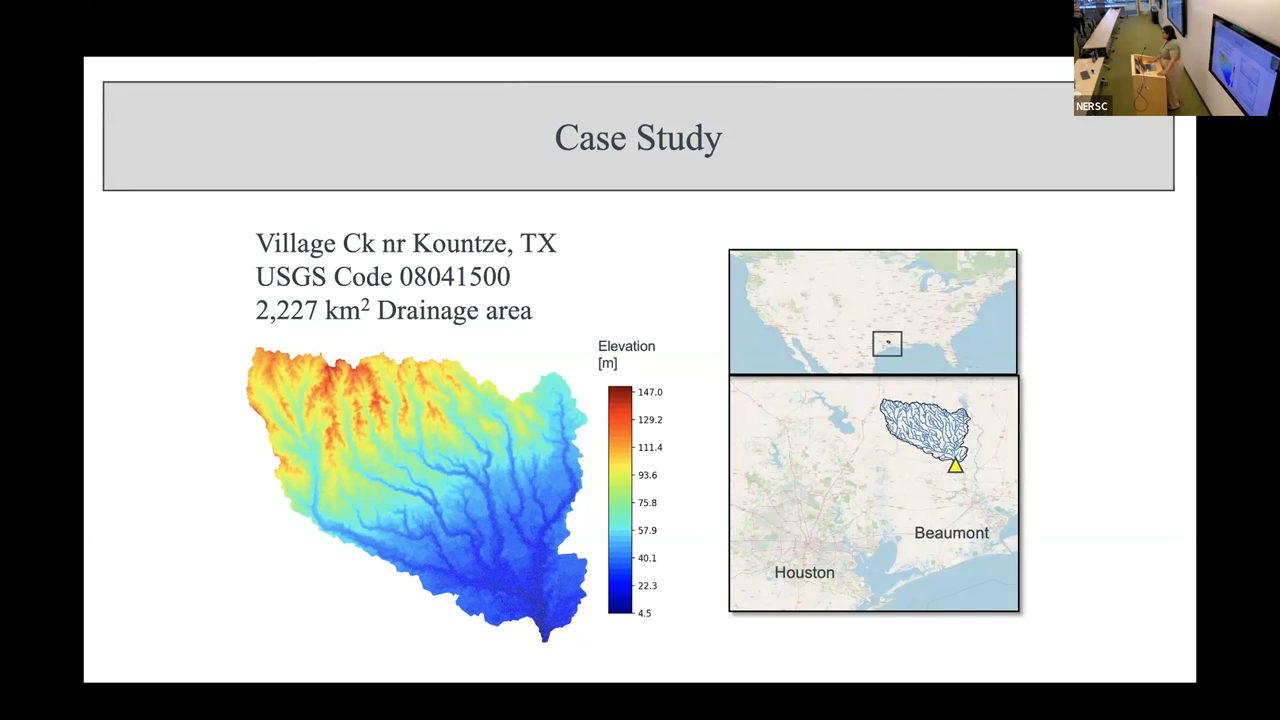 NERSC
Case Study
Village Ck nr Kountze, TX
USGS Code 08041500
2,227 km² Drainage area
Elevation
[m]
147.0
129.2
111.4
93.6
75.8
57.9
40.1
22.3
4.5
Beaumont
Houston